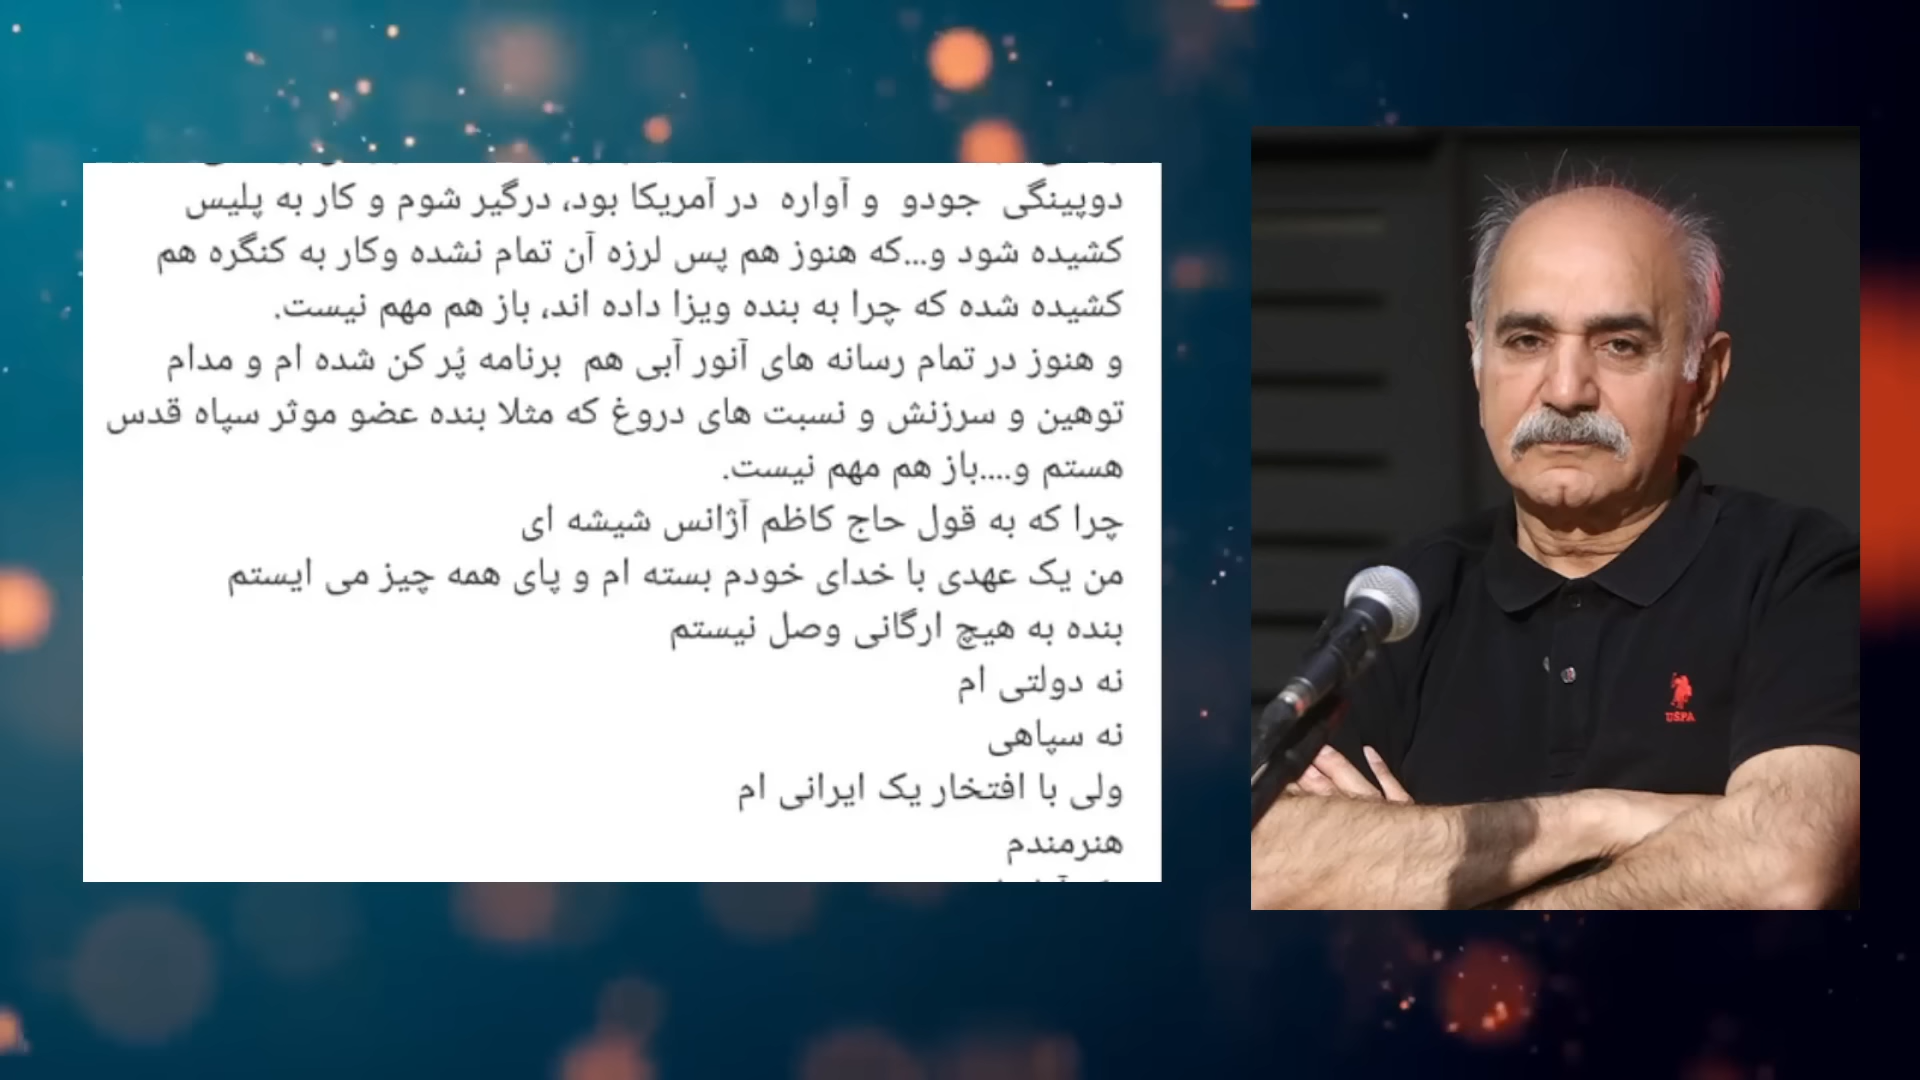 دوپینگی جودو و آواره در آمریکا بود، درگیر شوم و کار به پلیس
کشیده شود و...که هنوز هم پس لرزه آن تمام نشده وکار به کنگره هم
کشیده شده که چرا به بنده ویزا داده اند، باز هم مهم نیست.
و هنوز در تمام رسانه های آنور آبی هم برنامه پُر کن شده ام و مدام
توهین و سرزنش و نسبت های دروغ که مثلا بنده عضو موثر سپاه قدس
هستم و....باز هم مهم نیست.
چرا که به قول حاج کاظم آژانس شیشه ای
من یک عهدی با خدای خودم بسته ام و پای همه چیز می ایستم
بنده به هیچ ارگانی وصل نیستم
نه دولتی ام
نه سپاهی
ولی با افتخار یک ایرانی ام
هنرمندم
USPA